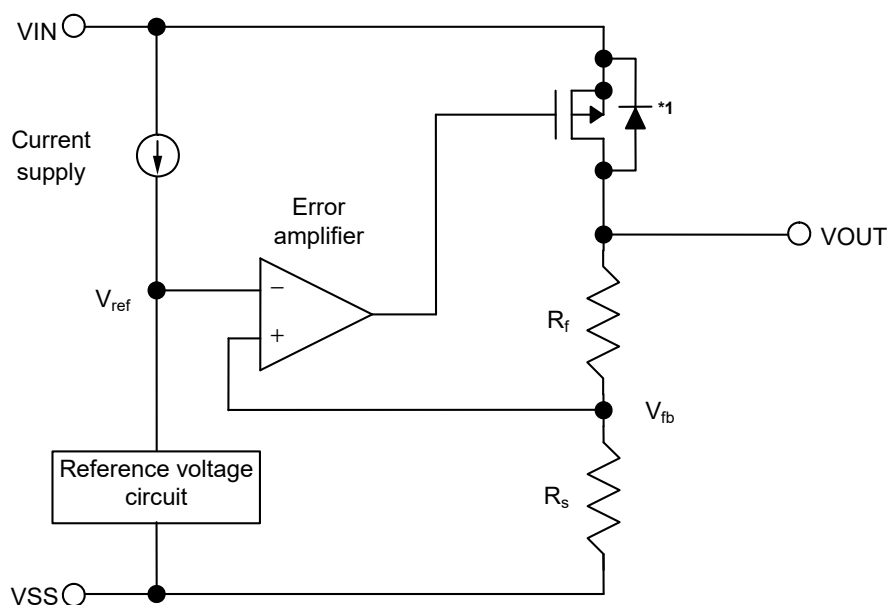 VIN
*1
Current
supply
Error
amplifier
VOUT
Vref
−
+
Rf
Vfb
Reference voltage
circuit
Rs
VSS